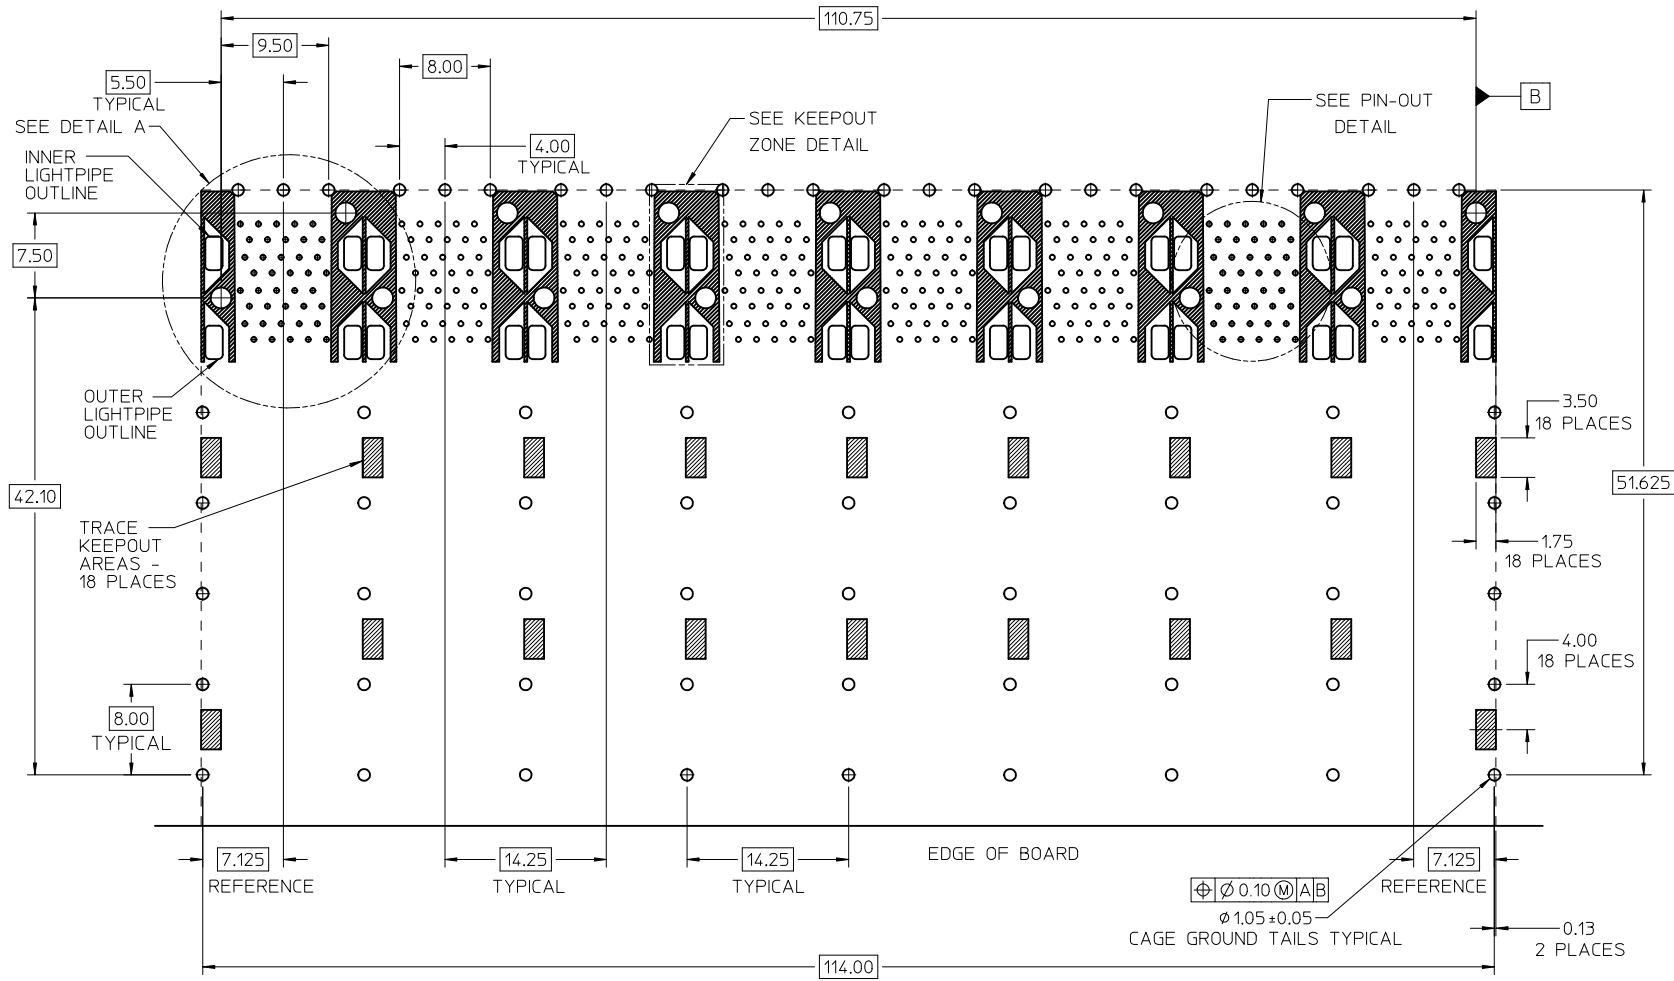 110.75
9.50
8.00
5.50
TYPICAL
SEE DETAIL A
INNER
LIGHTPIPE
OUTLINE
4.00
TYPICAL
SEE KEEPOUT
ZONE DETAIL
SEE PIN-OUT
DETAIL
B
7.50
OUTER
LIGHTPIPE
OUTLINE
3.50
18 PLACES
42.10
51.625
TRACE
KEEPOUT
AREAS -
18 PLACES
1.75
18 PLACES
4.00
18 PLACES
8.00
TYPICAL
7.125
REFERENCE
14.25
TYPICAL
14.25
TYPICAL
EDGE OF BOARD
7.125
REFERENCE
⌖ Ø 0.10 Ⓜ A B
Ø 1.05 ±0.05
CAGE GROUND TAILS TYPICAL
0.13
2 PLACES
114.00